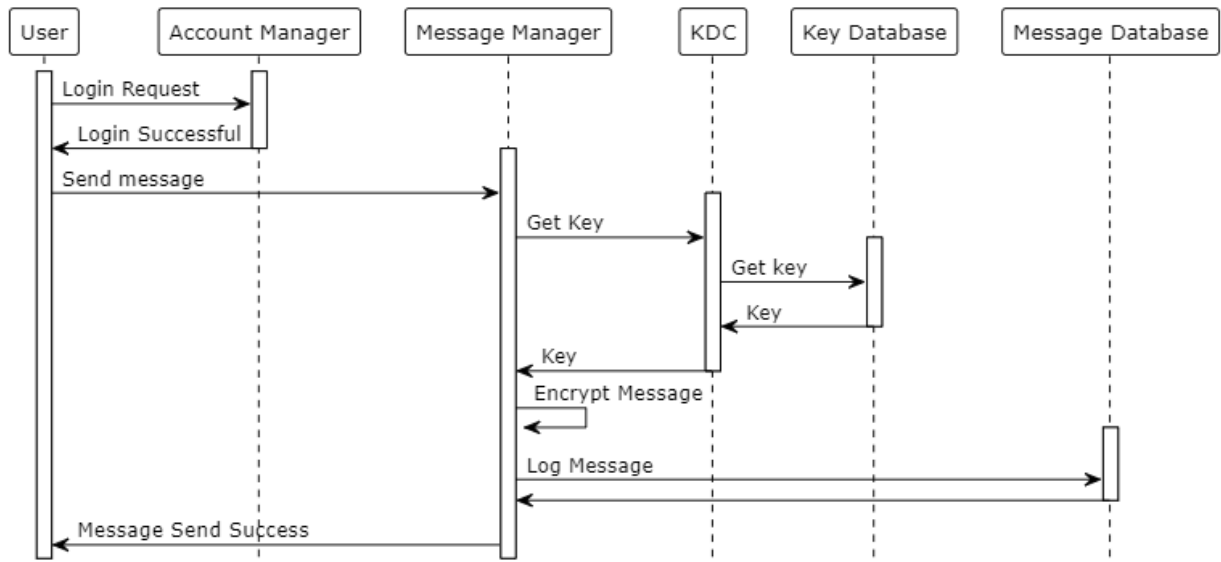 User
Account Manager
Message Manager
KDC
Key Database
Message Database
Login Request
Login Successful
Send message
Get Key
Get key
Key
Key
Encrypt Message
Log Message
Message Send Success